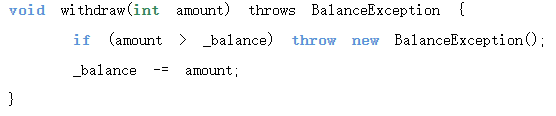 void withdraw(int amount) throws BalanceException {
if (amount > _balance) throw new BalanceException();
_balance -= amount;
}